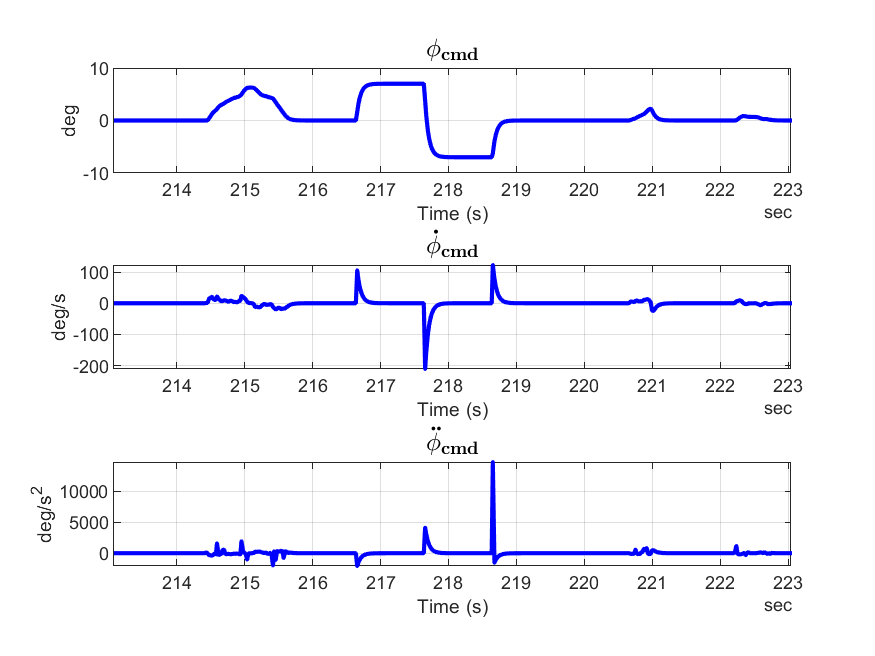 ϕcmd
10
0
-10
deg
214 215 216 217 218 219 220 221 222 223
Time (s)
sec
ϕ̇cmd
100
0
-100
-200
deg/s
214 215 216 217 218 219 220 221 222 223
Time (s)
sec
ϕ̈cmd
10000
5000
0
deg/s²
214 215 216 217 218 219 220 221 222 223
Time (s)
sec